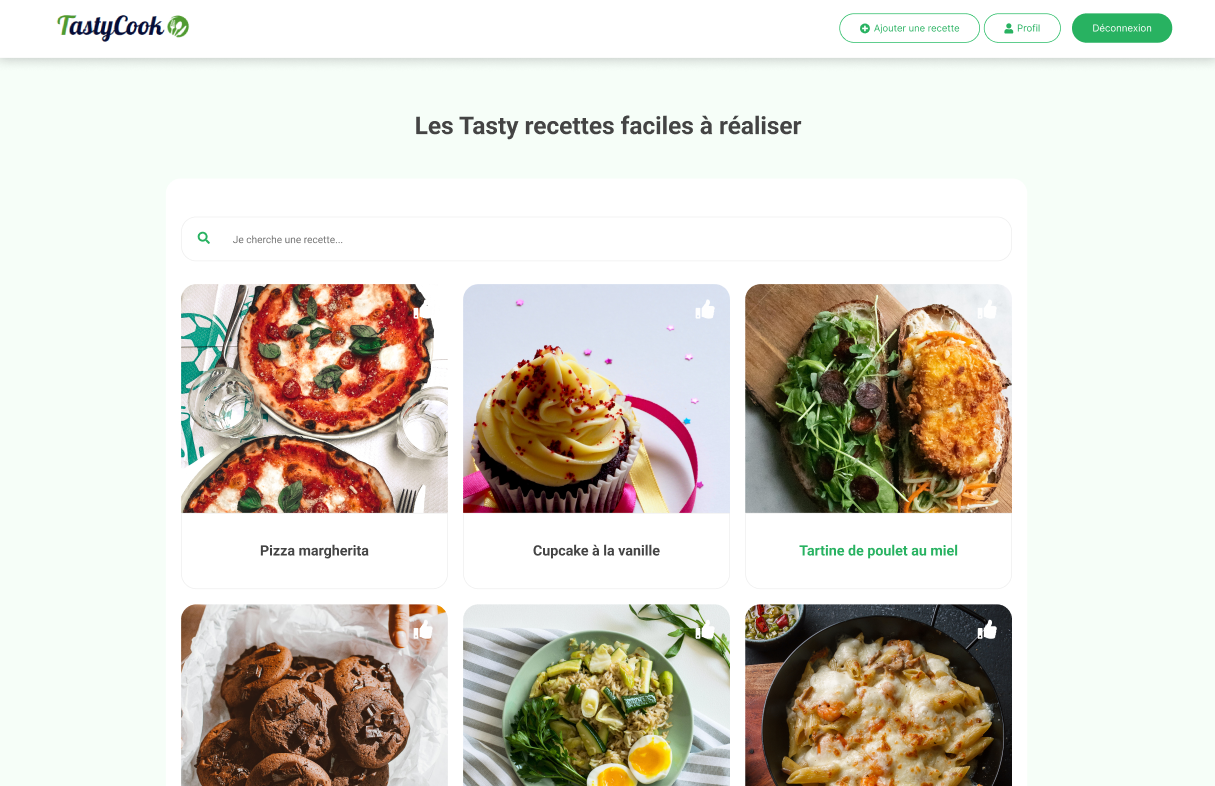 TastyCook
Ajouter une recette
Profil
Déconnexion
Les Tasty recettes faciles à réaliser
Je cherche une recette...
Pizza margherita
Cupcake à la vanille
Tartine de poulet au miel